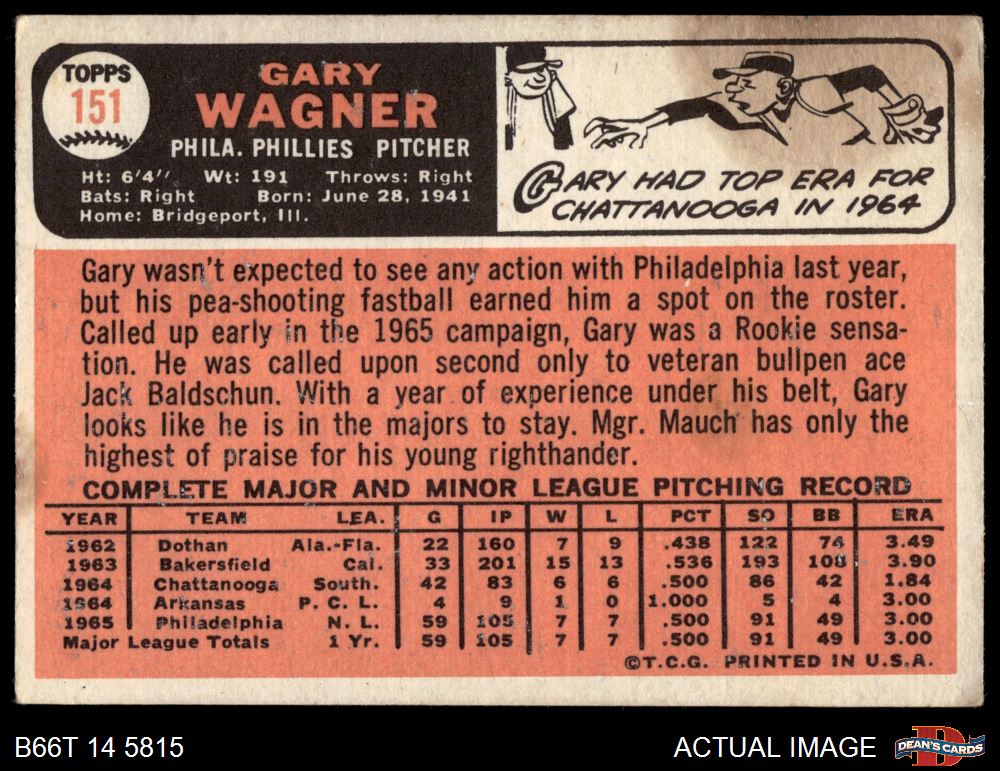 TOPPS
151
GARY
WAGNER
PHILA. PHILLIES PITCHER
Ht: 6'4" Wt: 191 Throws: Right
Bats: Right Born: June 28, 1941
Home: Bridgeport, Ill.
GARY HAD TOP ERA FOR
CHATTANOOGA IN 1964
Gary wasn't expected to see any action with Philadelphia last year,
but his pea-shooting fastball earned him a spot on the roster.
Called up early in the 1965 campaign, Gary was a Rookie sensa-
tion. He was called upon second only to veteran bullpen ace
Jack Baldschun. With a year of experience under his belt, Gary
looks like he is in the majors to stay. Mgr. Mauch has only the
highest of praise for his young righthander.
COMPLETE MAJOR AND MINOR LEAGUE PITCHING RECORD
YEAR TEAM LEA. G IP W L PCT SO BB ERA
1962 Dothan Ala.-Fla. 22 160 7 9 .438 122 74 3.49
1963 Bakersfield Cal. 33 201 15 13 .536 193 108 3.90
1964 Chattanooga South. 42 83 6 6 .500 86 42 1.84
1964 Arkansas P. C. L. 4 9 1 0 1.000 5 4 3.00
1965 Philadelphia N. L. 59 105 7 7 .500 91 49 3.00
Major League Totals 1 Yr. 59 105 7 7 .500 91 49 3.00
©T.C.G. PRINTED IN U.S.A.
B66T 14 5815
ACTUAL IMAGE
DEAN'S CARDS